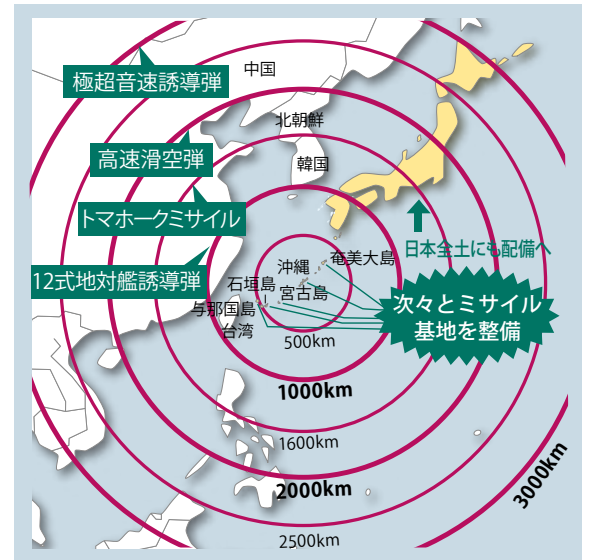 極超音速誘導弾
中国
北朝鮮
高速滑空弾
韓国
トマホークミサイル
日本全土にも配備へ
奄美大島
沖縄
12式地対艦誘導弾
石垣島
宮古島
与那国島
台湾
次々とミサイル
基地を整備
500km
1000km
1600km
2000km
2500km
3000km